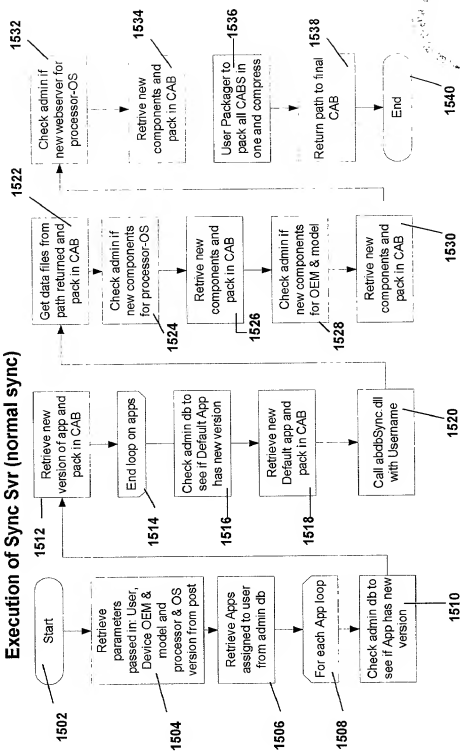 Execution of Sync Svr (normal sync)
1502
Start
1504
Retrieve
parameters
passed in: User,
Device OEM &
model and
processor & OS
version from post
1506
Retrieve Apps
assigned to user
from admin db
1508
For each App loop
1510
Check admin db to
see if App has new
version
1512
Retrieve new
version of app and
pack in CAB
1514
End loop on apps
1516
Check admin db to
see if Default App
has new version
1518
Retrieve new
Default app and
pack in CAB
1520
Call abdbSync.dll
with Username
1522
Get data files from
path returned and
pack in CAB
1524
Check admin if
new components
for processor-OS
1526
Retrive new
components and
pack in CAB
1528
Check admin if
new components
for OEM & model
1530
Retrive new
components and
pack in CAB
1532
Check admin if
new webserver for
processor-OS
1534
Retrive new
components and
pack in CAB
1536
User Packager to
pack all CABS in
one and compress
1538
Return path to final
CAB
1540
End